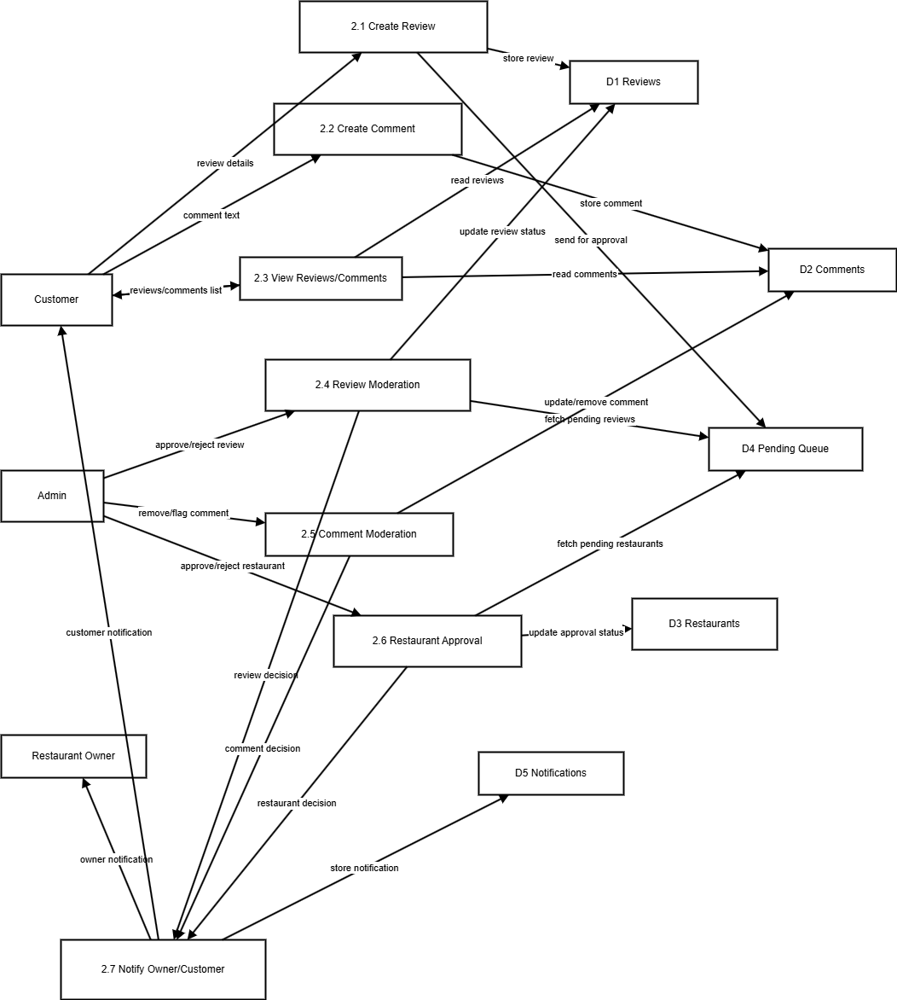 2.1 Create Review
store review
D1 Reviews
2.2 Create Comment
review details
read reviews
store comment
comment text
update review status
send for approval
2.3 View Reviews/Comments
read comments
D2 Comments
Customer
reviews/comments list
2.4 Review Moderation
update/remove comment
fetch pending reviews
approve/reject review
D4 Pending Queue
Admin
remove/flag comment
2.5 Comment Moderation
fetch pending restaurants
approve/reject restaurant
2.6 Restaurant Approval
update approval status
D3 Restaurants
customer notification
review decision
comment decision
Restaurant Owner
D5 Notifications
restaurant decision
owner notification
store notification
2.7 Notify Owner/Customer